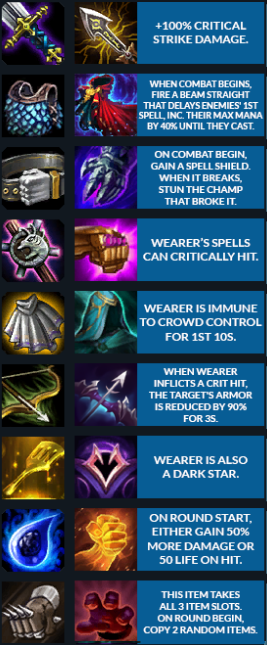 +100% CRITICAL
STRIKE DAMAGE.
WHEN COMBAT BEGINS,
FIRE A BEAM STRAIGHT
THAT DELAYS ENEMIES' 1ST
SPELL, INC. THEIR MAX MANA
BY 40% UNTIL THEY CAST.
ON COMBAT BEGIN,
GAIN A SPELL SHIELD.
WHEN IT BREAKS,
STUN THE CHAMP
THAT BROKE IT.
WEARER'S SPELLS
CAN CRITICALLY HIT.
WEARER IS IMMUNE
TO CROWD CONTROL
FOR 1ST 10S.
WHEN WEARER
INFLICTS A CRIT HIT,
THE TARGET'S ARMOR
IS REDUCED BY 90%
FOR 3S.
WEARER IS ALSO
A DARK STAR.
ON ROUND START,
EITHER GAIN 50%
MORE DAMAGE OR
50 LIFE ON HIT.
THIS ITEM TAKES
ALL 3 ITEM SLOTS.
ON ROUND BEGIN,
COPY 2 RANDOM ITEMS.